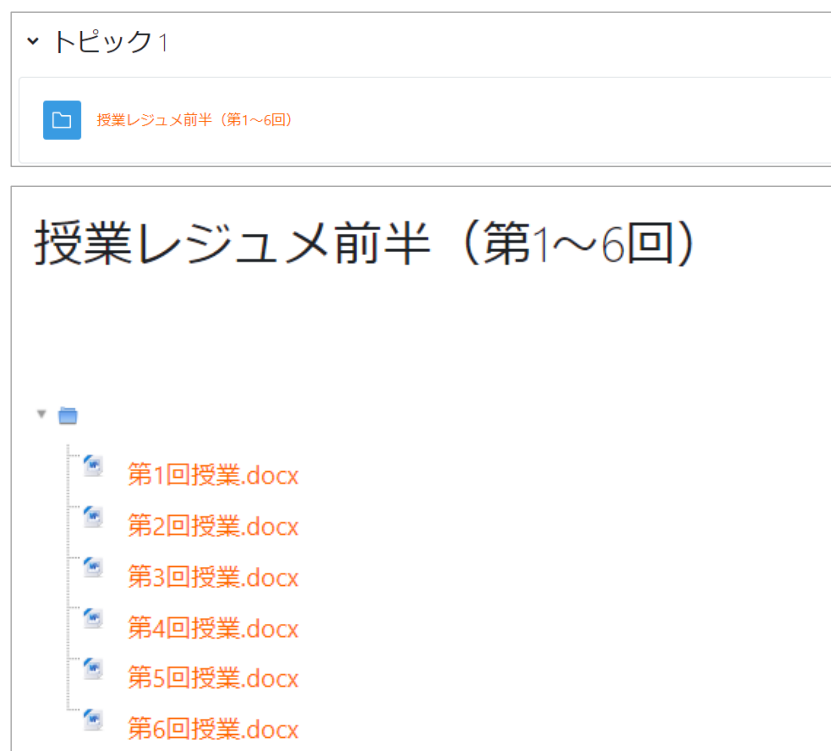 トピック 1
授業レジュメ前半（第1～6回）
授業レジュメ前半（第1～6回）
第1回授業.docx
第2回授業.docx
第3回授業.docx
第4回授業.docx
第5回授業.docx
第6回授業.docx